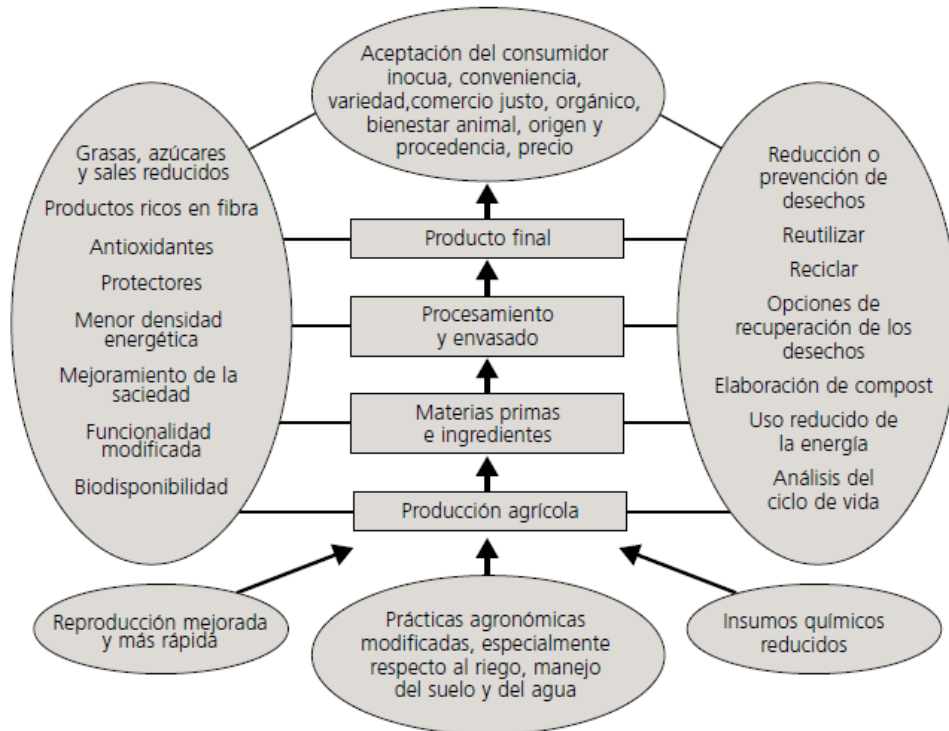 Aceptación del consumidor
inocua, conveniencia,
variedad,comercio justo, orgánico,
bienestar animal, origen y
procedencia, precio
Grasas, azúcares
y sales reducidos
Productos ricos en fibra
Antioxidantes
Protectores
Menor densidad
energética
Mejoramiento de la
saciedad
Funcionalidad
modificada
Biodisponibilidad
Producto final
Procesamiento
y envasado
Materias primas
e ingredientes
Producción agrícola
Reducción o
prevención de
desechos
Reutilizar
Reciclar
Opciones de
recuperación de los
desechos
Elaboración de compost
Uso reducido de
la energía
Análisis del
ciclo de vida
Reproducción mejorada
y más rápida
Prácticas agronómicas
modificadas, especialmente
respecto al riego, manejo
del suelo y del agua
Insumos químicos
reducidos